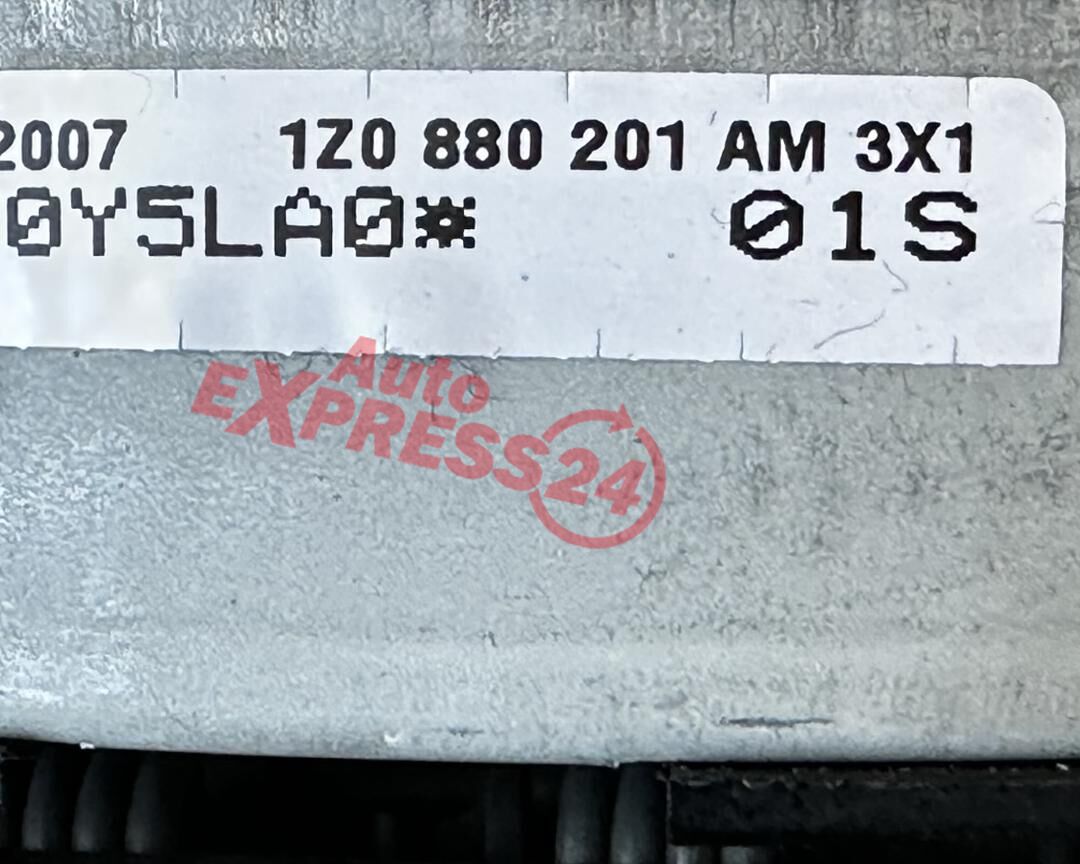 2007 1Z0 880 201 AM 3X1
0Y5LA0* 01S
Auto
EXPRESS24